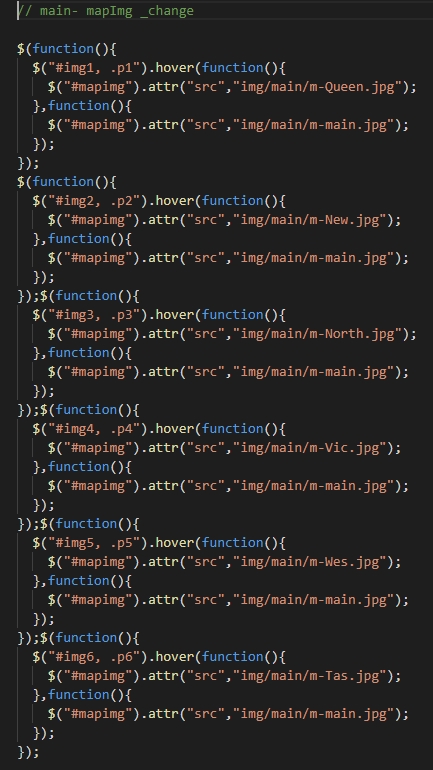 // main- mapImg _change

$(function(){
  $("#img1, .p1").hover(function(){
    $("#mapimg").attr("src","img/main/m-Queen.jpg");
  },function(){
    $("#mapimg").attr("src","img/main/m-main.jpg");
  });
});
$(function(){
  $("#img2, .p2").hover(function(){
    $("#mapimg").attr("src","img/main/m-New.jpg");
  },function(){
    $("#mapimg").attr("src","img/main/m-main.jpg");
  });
});$(function(){
  $("#img3, .p3").hover(function(){
    $("#mapimg").attr("src","img/main/m-North.jpg");
  },function(){
    $("#mapimg").attr("src","img/main/m-main.jpg");
  });
});$(function(){
  $("#img4, .p4").hover(function(){
    $("#mapimg").attr("src","img/main/m-Vic.jpg");
  },function(){
    $("#mapimg").attr("src","img/main/m-main.jpg");
  });
});$(function(){
  $("#img5, .p5").hover(function(){
    $("#mapimg").attr("src","img/main/m-Wes.jpg");
  },function(){
    $("#mapimg").attr("src","img/main/m-main.jpg");
  });
});$(function(){
  $("#img6, .p6").hover(function(){
    $("#mapimg").attr("src","img/main/m-Tas.jpg");
  },function(){
    $("#mapimg").attr("src","img/main/m-main.jpg");
  });
});